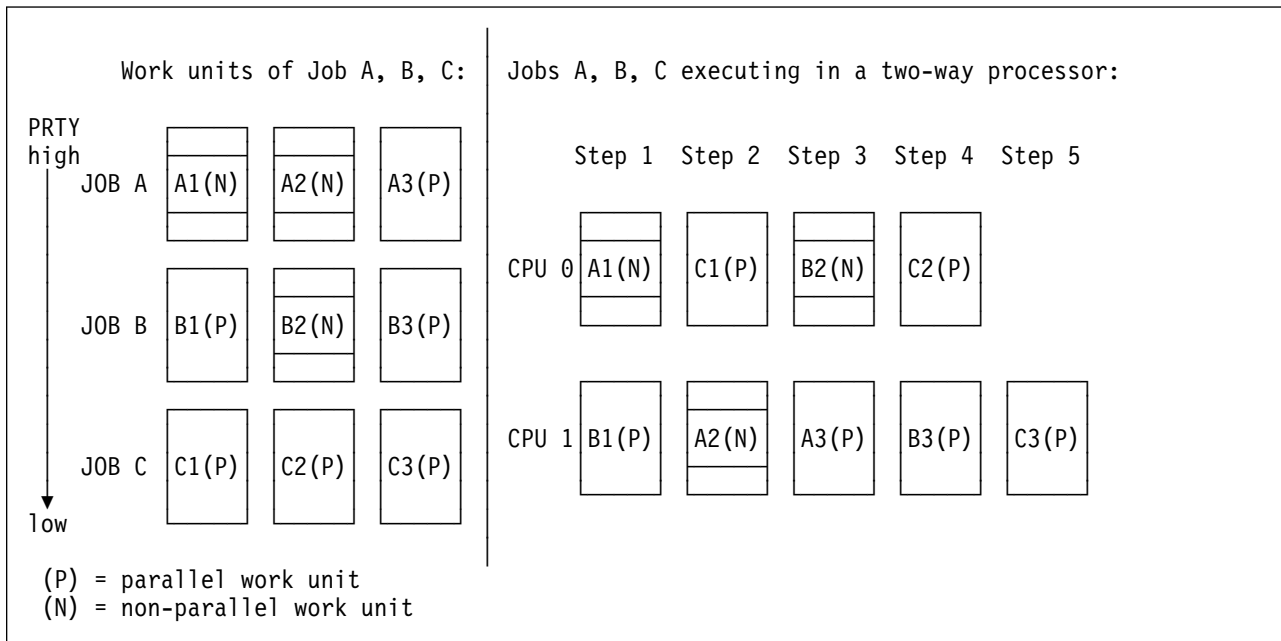 Work units of Job A, B, C:
Jobs A, B, C executing in a two-way processor:
PRTY
high
JOB A A1(N) A2(N) A3(P)
JOB B B1(P) B2(N) B3(P)
JOB C C1(P) C2(P) C3(P)
low
(P) = parallel work unit
(N) = non-parallel work unit
Step 1 Step 2 Step 3 Step 4 Step 5
CPU 0 A1(N) C1(P) B2(N) C2(P)
CPU 1 B1(P) A2(N) A3(P) B3(P) C3(P)